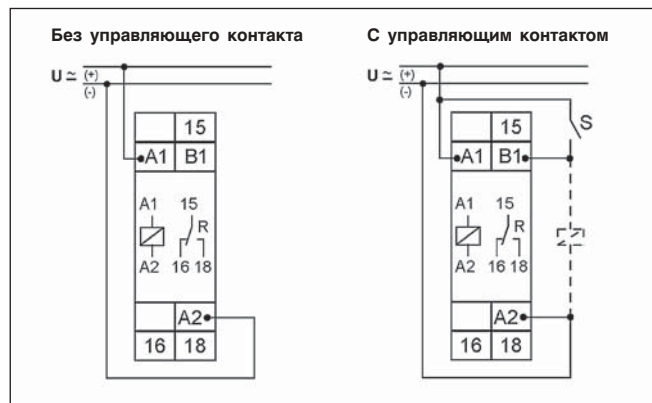 Без управляющего контакта
U ≃ (+)
(-)
15
A1 B1
A1 15
R
A2 16 18
A2
16 18
С управляющим контактом
U ≃ (+)
(-)
S
15
A1 B1
A1 15
R
A2 16 18
A2
16 18